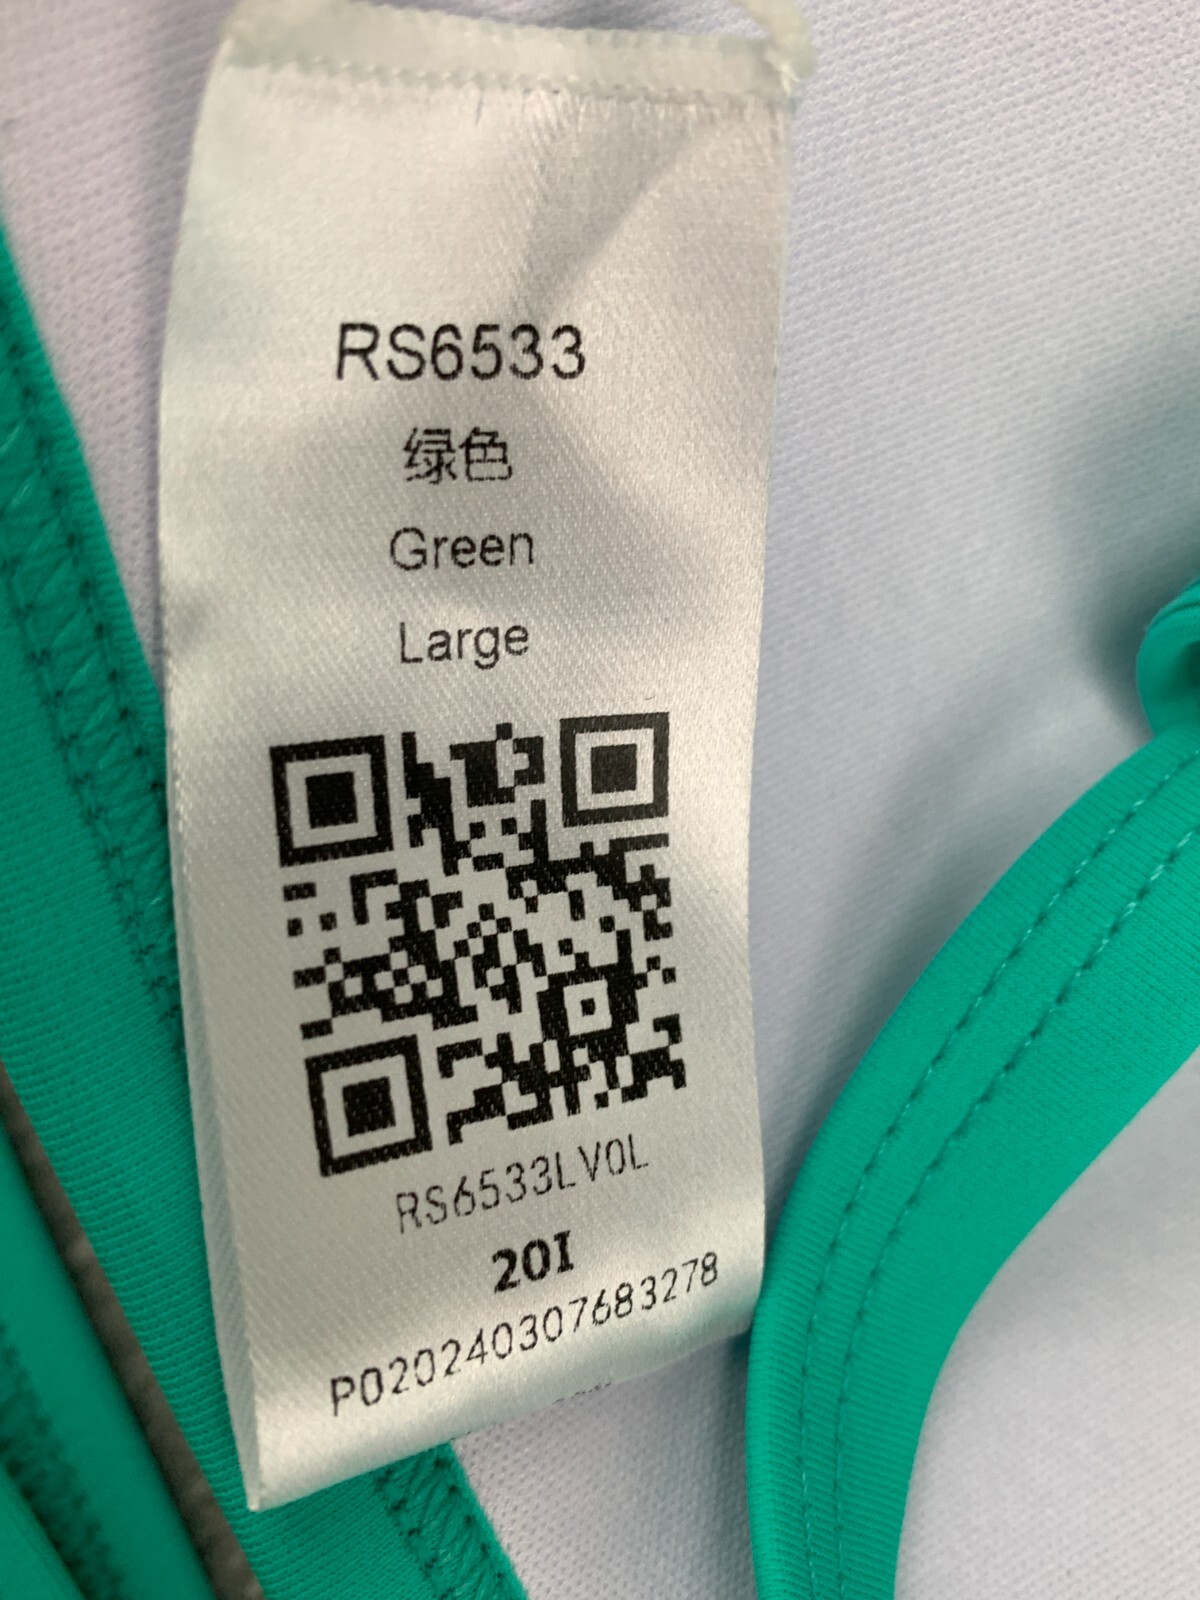 RS6533
绿色
Green
Large
RS6533LV0L
20I
P020240307683278